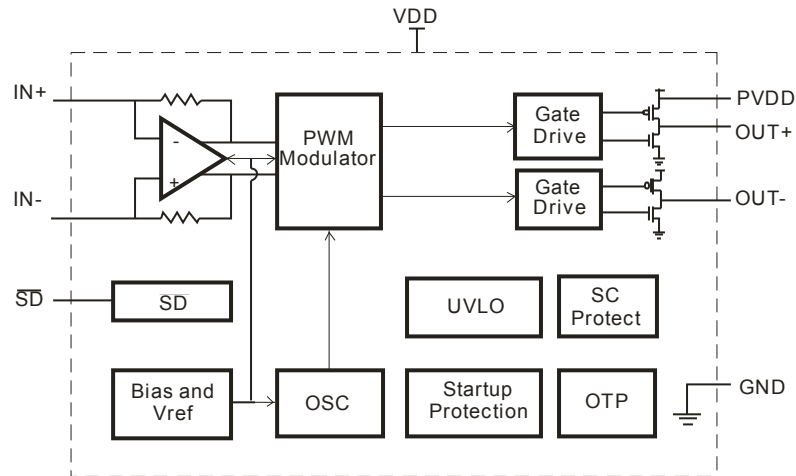 VDD
IN+
-
+
PWM
Modulator
Gate
Drive
PVDD
OUT+
IN-
Gate
Drive
OUT-
SD
SD
UVLO
SC
Protect
Bias and
Vref
OSC
Startup
Protection
OTP
GND